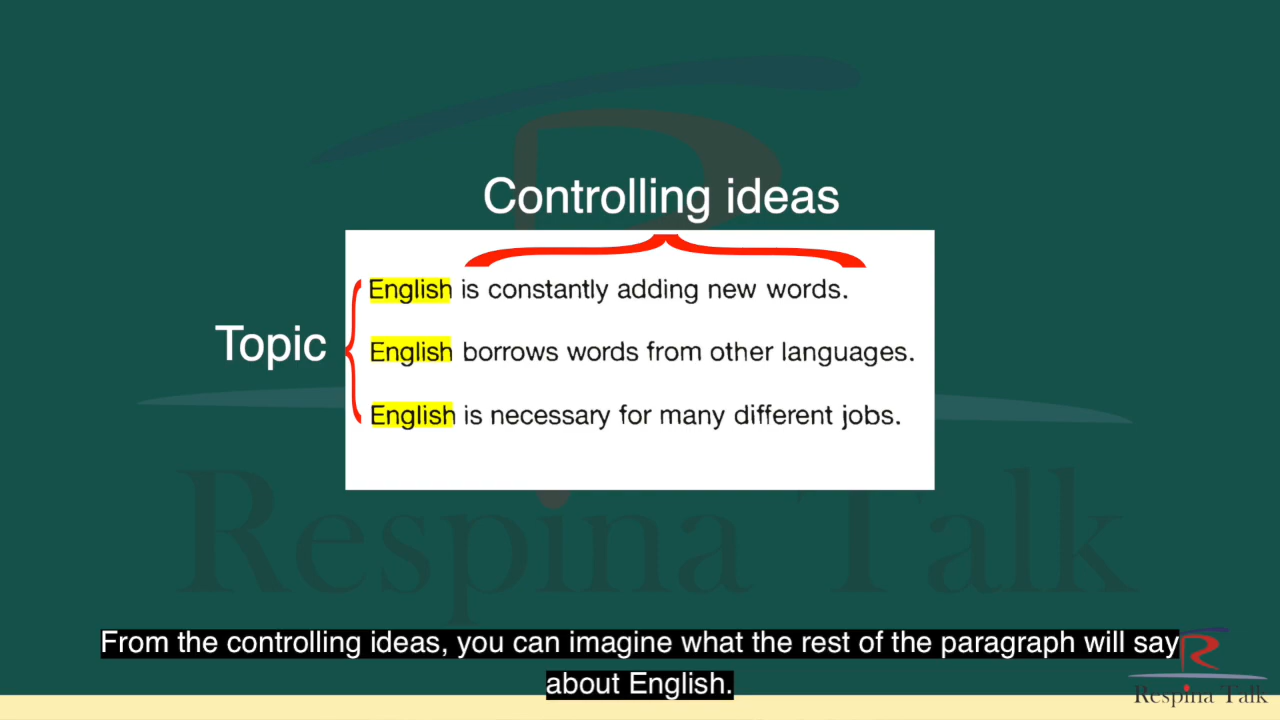 Controlling ideas
English is constantly adding new words.
Topic
English borrows words from other languages.
English is necessary for many different jobs.
Respina Talk
From the controlling ideas, you can imagine what the rest of the paragraph will say
about English.
R
Respina Talk